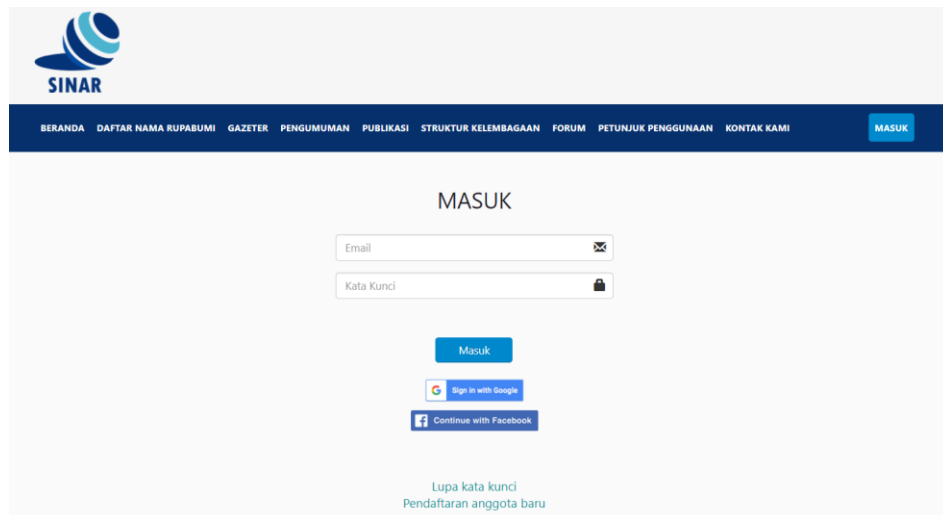 SINAR
BERANDA DAFTAR NAMA RUPABUMI GAZETER PENGUMUMAN PUBLIKASI STRUKTUR KELEMBAGAAN FORUM PETUNJUK PENGGUNAAN KONTAK KAMI MASUK
MASUK
Email
Kata Kunci
Masuk
G Sign in with Google
f Continue with Facebook
Lupa kata kunci
Pendaftaran anggota baru